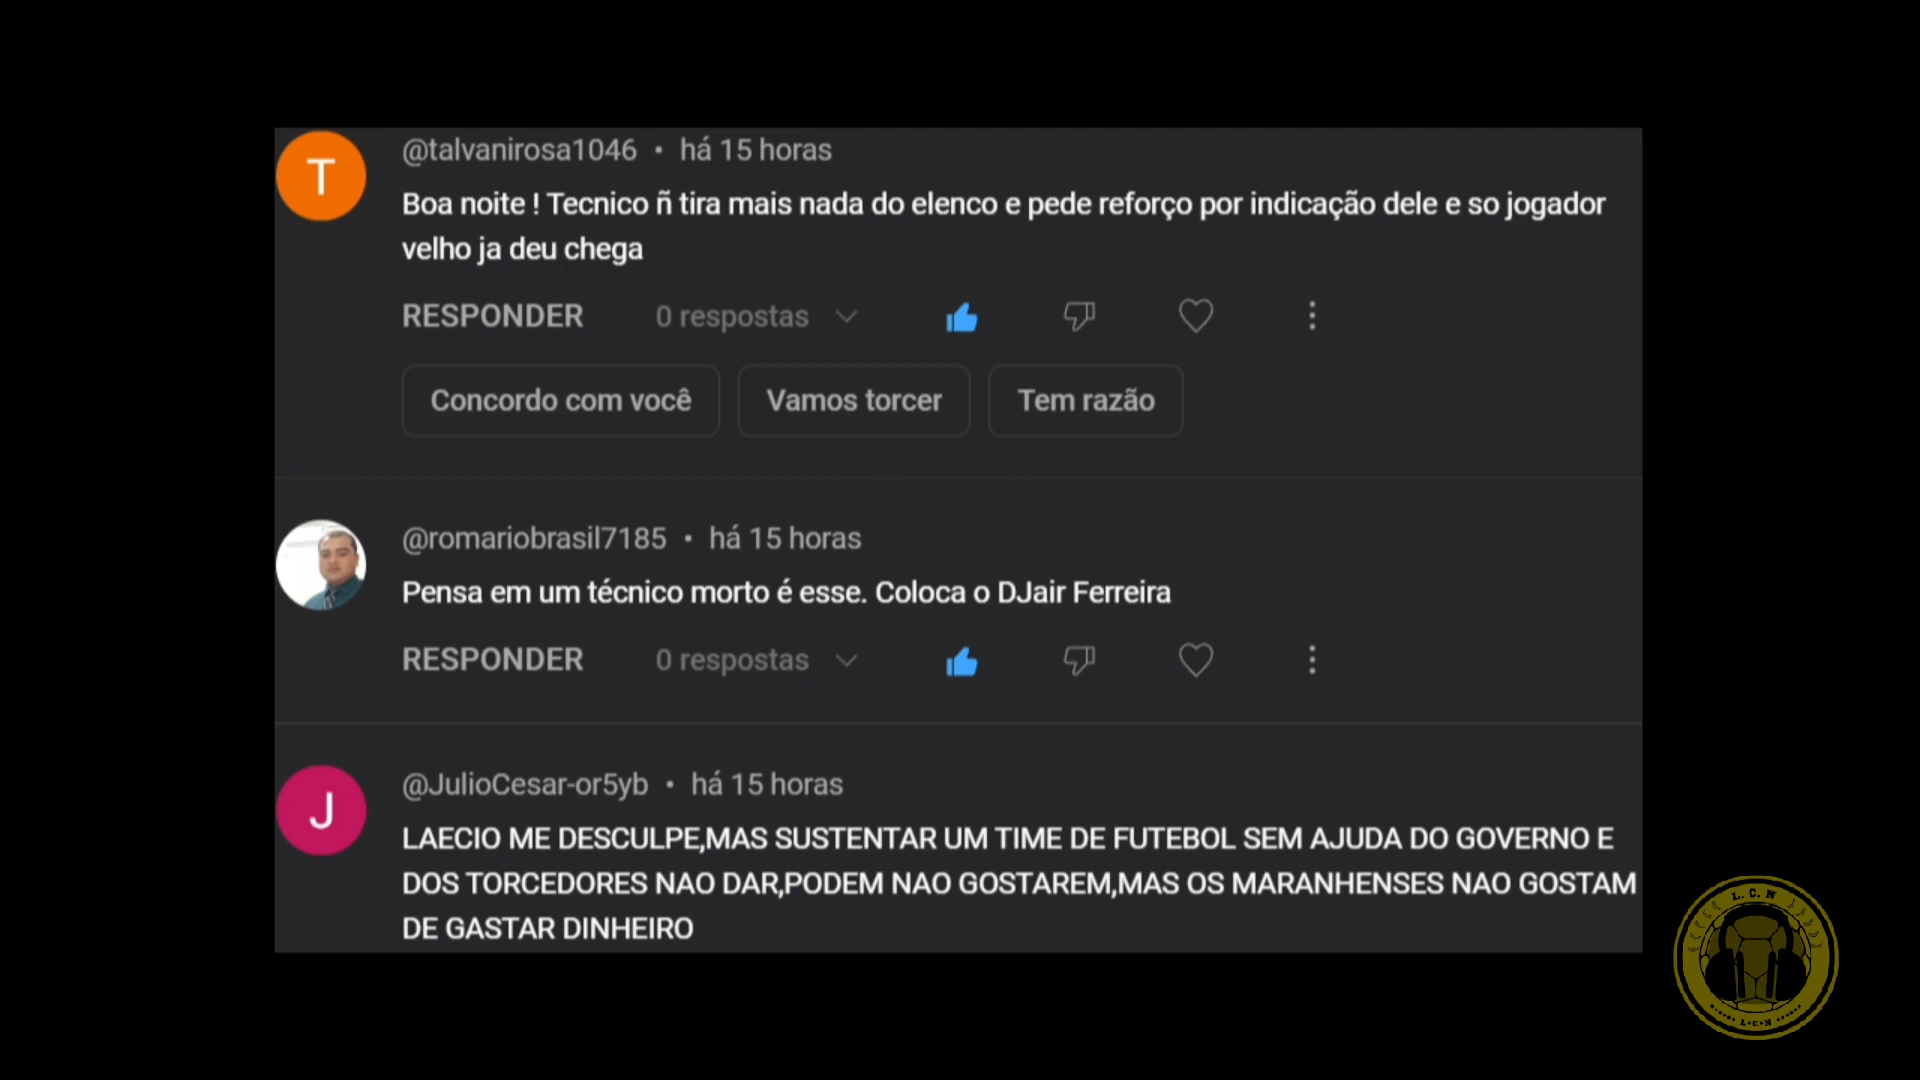 T
@talvanirosa1046 • há 15 horas
Boa noite ! Tecnico ñ tira mais nada do elenco e pede reforço por indicação dele e so jogador
velho ja deu chega
RESPONDER 0 respostas
Concordo com você Vamos torcer Tem razão
@romariobrasil7185 • há 15 horas
Pensa em um técnico morto é esse. Coloca o DJair Ferreira
RESPONDER 0 respostas
J
@JulioCesar-or5yb • há 15 horas
LAECIO ME DESCULPE,MAS SUSTENTAR UM TIME DE FUTEBOL SEM AJUDA DO GOVERNO E
DOS TORCEDORES NAO DAR,PODEM NAO GOSTAREM,MAS OS MARANHENSES NAO GOSTAM
DE GASTAR DINHEIRO
L. C. N
L•C•N